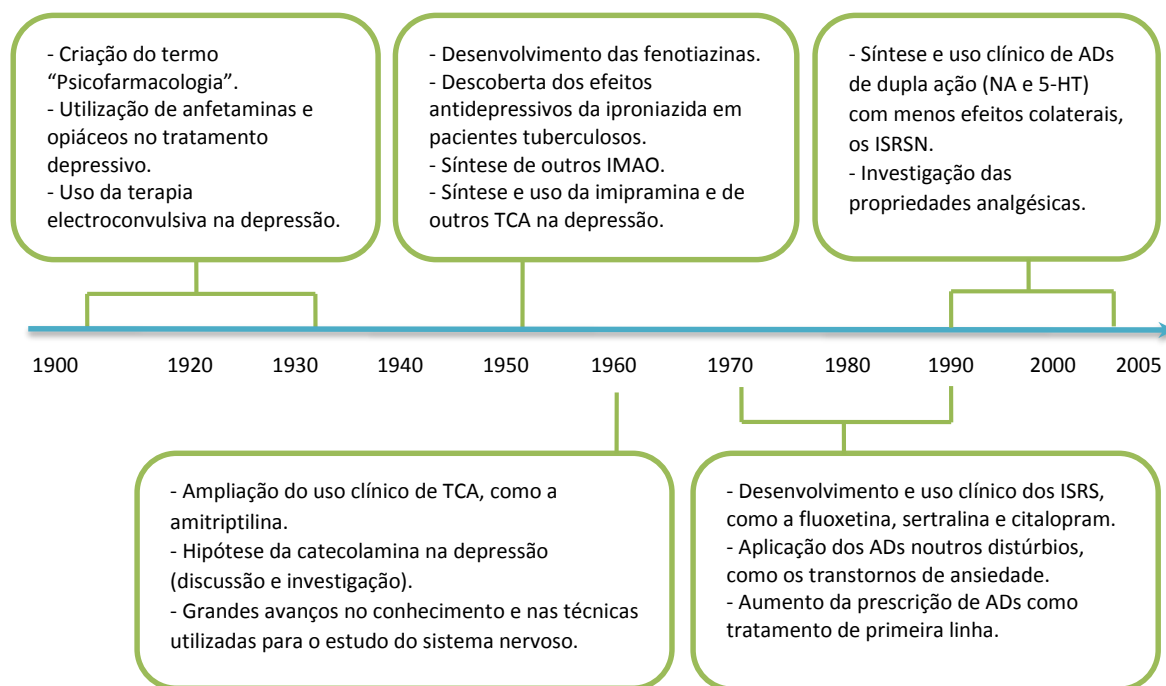 - Criação do termo
“Psicofarmacologia”.
- Utilização de anfetaminas e
opiáceos no tratamento
depressivo.
- Uso da terapia
electroconvulsiva na depressão.
- Desenvolvimento das fenotiazinas.
- Descoberta dos efeitos
antidepressivos da iproniazida em
pacientes tuberculosos.
- Síntese de outros IMAO.
- Síntese e uso da imipramina e de
outros TCA na depressão.
- Síntese e uso clínico de ADs
de dupla ação (NA e 5-HT)
com menos efeitos colaterais,
os ISRSN.
- Investigação das
propriedades analgésicas.
1900 1920 1930 1940 1950 1960 1970 1980 1990 2000 2005
- Ampliação do uso clínico de TCA, como a
amitriptilina.
- Hipótese da catecolamina na depressão
(discussão e investigação).
- Grandes avanços no conhecimento e nas técnicas
utilizadas para o estudo do sistema nervoso.
- Desenvolvimento e uso clínico dos ISRS,
como a fluoxetina, sertralina e citalopram.
- Aplicação dos ADs noutros distúrbios,
como os transtornos de ansiedade.
- Aumento da prescrição de ADs como
tratamento de primeira linha.